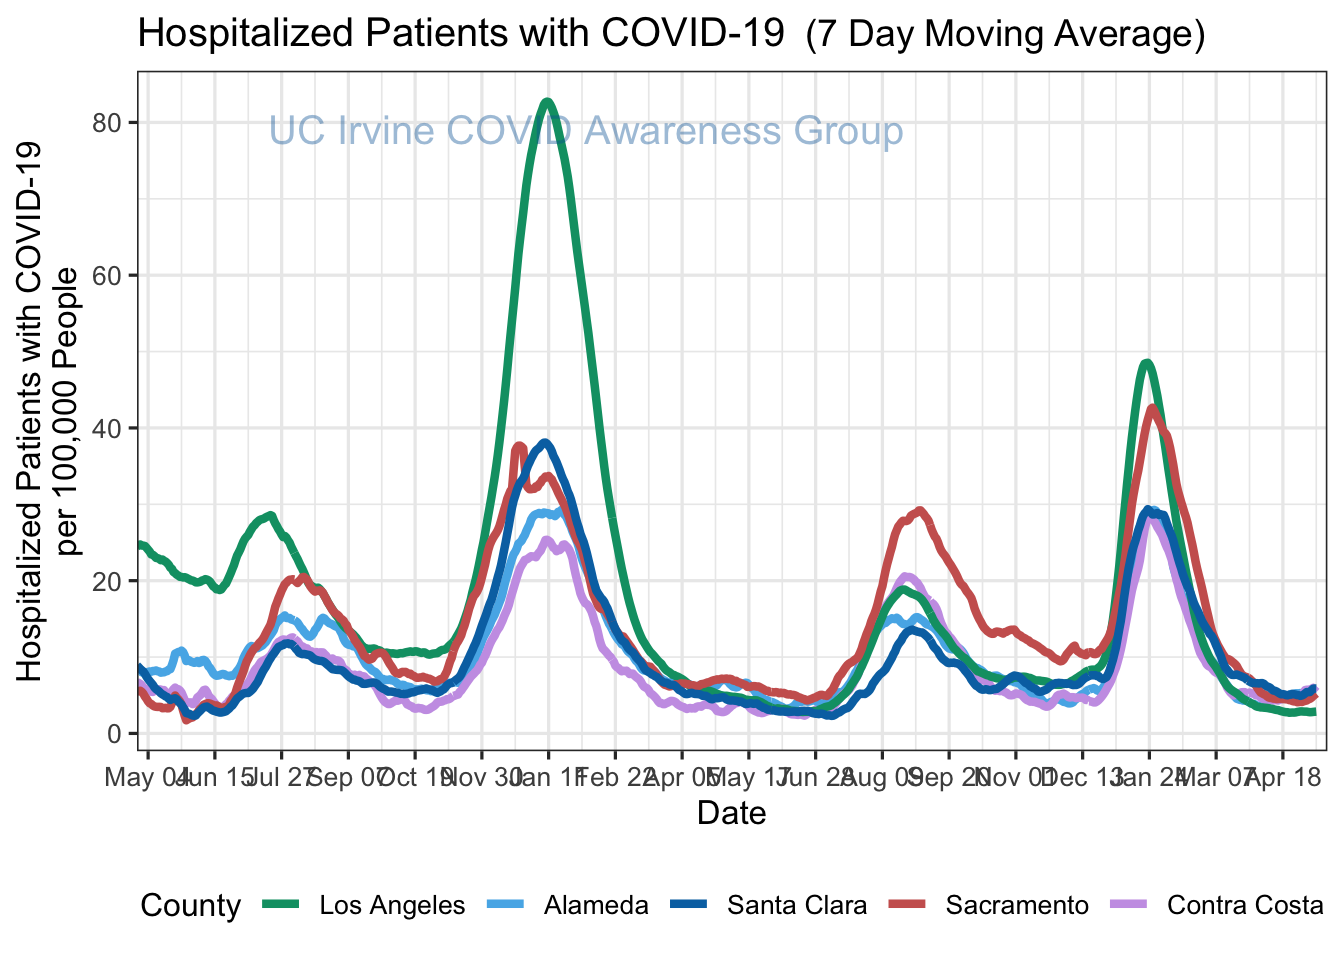 Hospitalized Patients with COVID-19 (7 Day Moving Average)
UC Irvine COVID Awareness Group
Hospitalized Patients with COVID-19
per 100,000 People
80
60
40
20
0
May 04 Jun 15 Jul 27 Sep 07 Oct 19 Nov 30 Jan 11 Feb 22 Apr 05 May 17 Jun 28 Aug 09 Sep 20 Nov 01 Dec 13 Jan 24 Mar 07 Apr 18
Date
County Los Angeles Alameda Santa Clara Sacramento Contra Costa